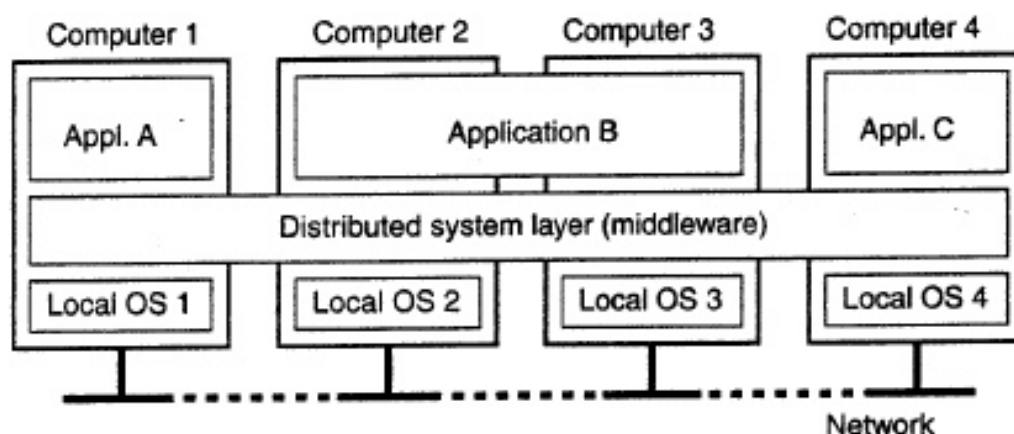 Computer 1
Computer 2
Computer 3
Computer 4
Appl. A
Application B
Appl. C
Distributed system layer (middleware)
Local OS 1
Local OS 2
Local OS 3
Local OS 4
Network